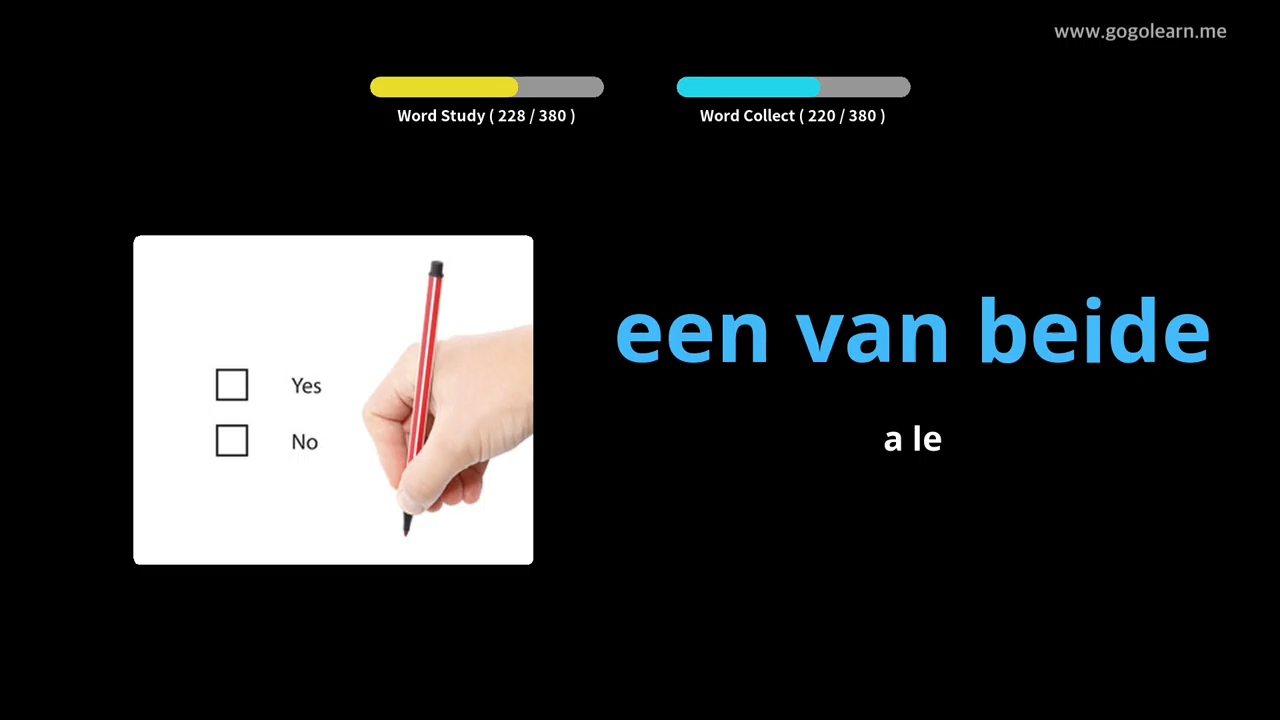 www.gogolearn.me
Word Study ( 228 / 380 )
Word Collect ( 220 / 380 )
Yes
No
een van beide
a le